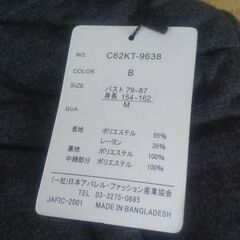 NO. C62KT-9638
COLOR B
SIZE バスト 79-87
身長 154-162
QUA M
表地 ポリエステル 65%
レーヨン 35%
裏地 ポリエステル 100%
中綿部分 ポリエステル 100%
(一社)日本アパレル・ファッション産業協会
TEL 03-3275-0685
JAFIC-2001 MADE IN BANGLADESH